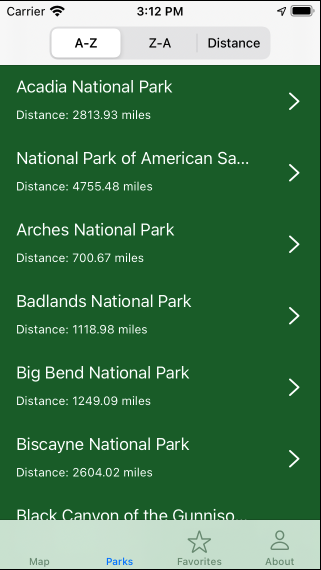 Carrier 3:12 PM
A-Z Z-A Distance
Acadia National Park
Distance: 2813.93 miles
National Park of American Sa...
Distance: 4755.48 miles
Arches National Park
Distance: 700.67 miles
Badlands National Park
Distance: 1118.98 miles
Big Bend National Park
Distance: 1249.09 miles
Biscayne National Park
Distance: 2604.02 miles
Black Canyon of the Gunniso...
Map Parks Favorites About